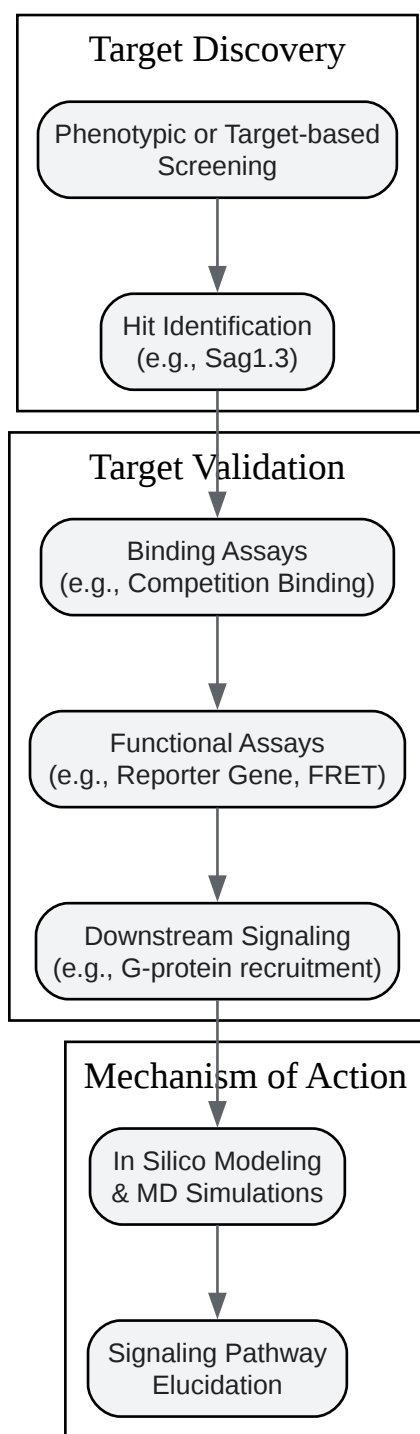 Target Discovery
Phenotypic or Target-based
Screening
Hit Identification
(e.g., Sag1.3)
Target Validation
Binding Assays
(e.g., Competition Binding)
Functional Assays
(e.g., Reporter Gene, FRET)
Downstream Signaling
(e.g., G-protein recruitment)
Mechanism of Action
In Silico Modeling
& MD Simulations
Signaling Pathway
Elucidation